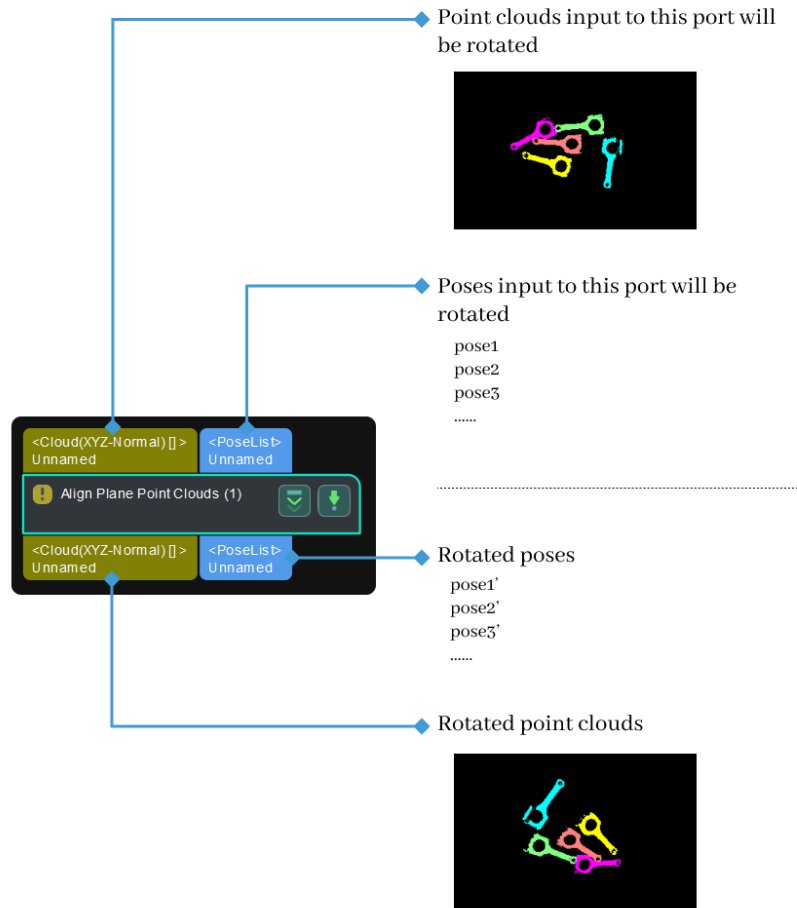 Point clouds input to this port will
be rotated
Poses input to this port will be
rotated
pose1
pose2
pose3
......
<Cloud(XYZ-Normal) [] >
Unnamed
<PoseList>
Unnamed
Align Plane Point Clouds (1)
<Cloud(XYZ-Normal) [] >
Unnamed
<PoseList>
Unnamed
Rotated poses
pose1’
pose2’
pose3’
......
Rotated point clouds